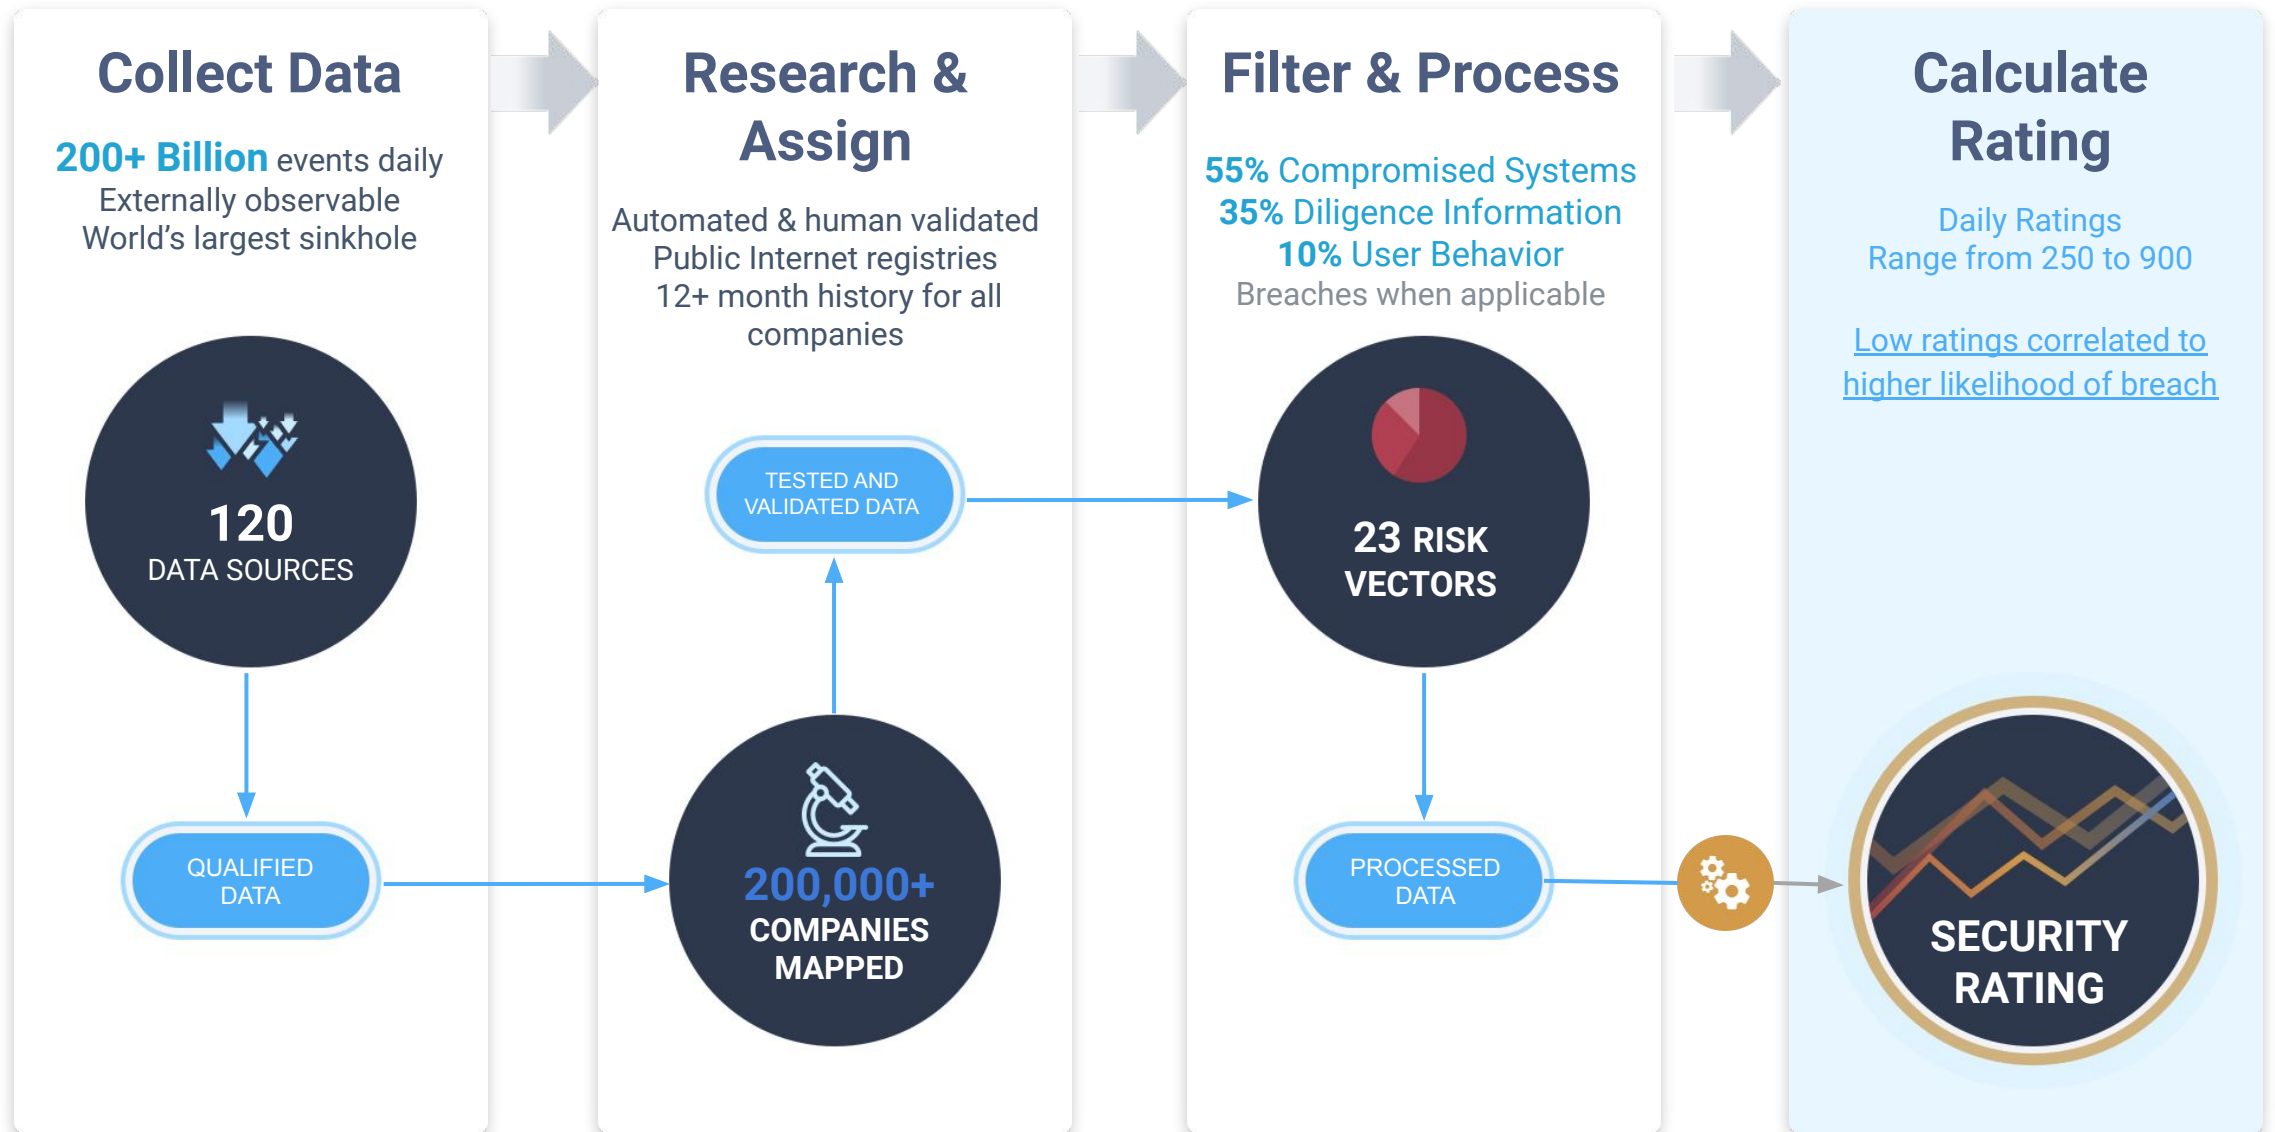 Collect Data
200+ Billion events daily
Externally observable
World's largest sinkhole
120
DATA SOURCES
QUALIFIED
DATA
Research &
Assign
Automated & human validated
Public Internet registries
12+ month history for all
companies
TESTED AND
VALIDATED DATA
200,000+
COMPANIES
MAPPED
Filter & Process
55% Compromised Systems
35% Diligence Information
10% User Behavior
Breaches when applicable
23 RISK
VECTORS
PROCESSED
DATA
Calculate
Rating
Daily Ratings
Range from 250 to 900
Low ratings correlated to
higher likelihood of breach
SECURITY
RATING